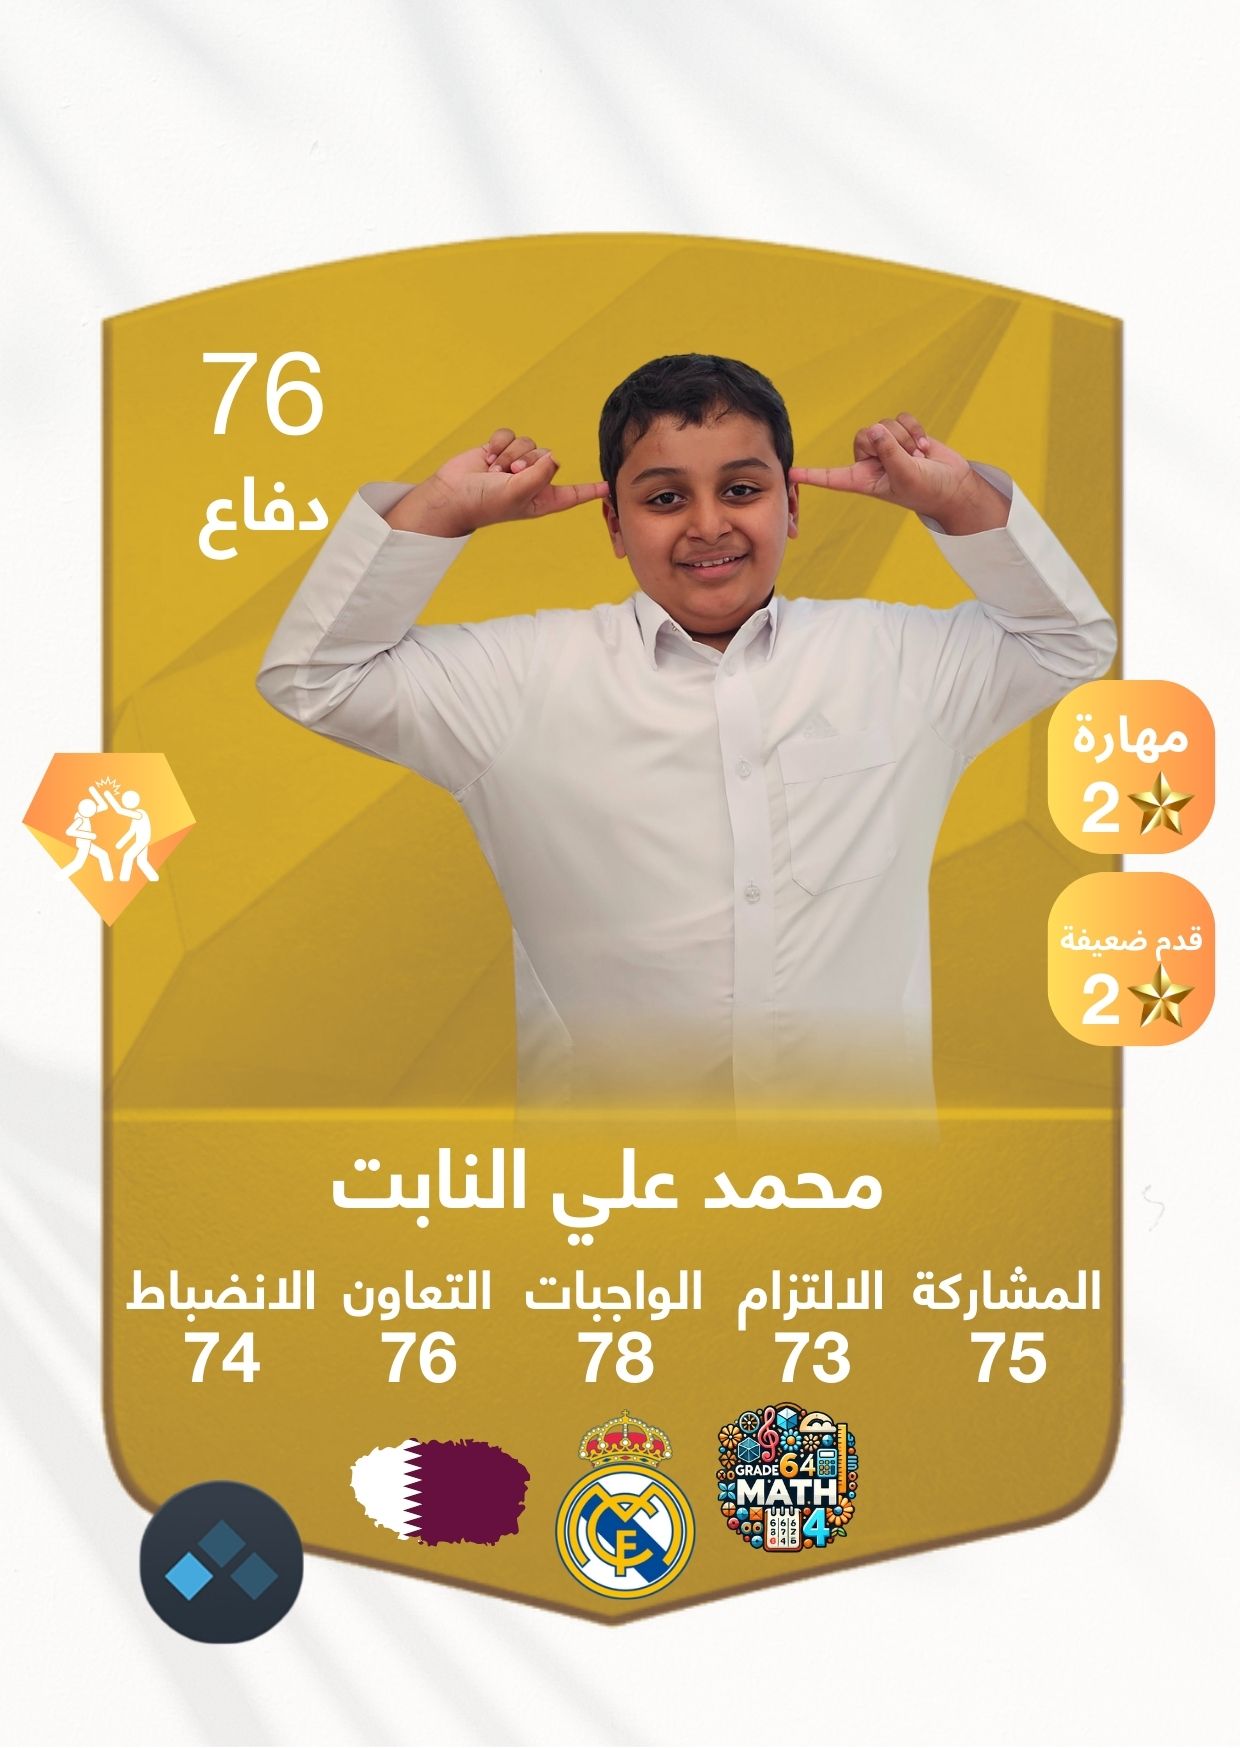 76
دفاع
مهارة
2
قدم ضعيفة
2
محمد علي النابت
المشاركة الالتزام الواجبات التعاون الانضباط
75 73 78 76 74
GRADE 64
MATH
4